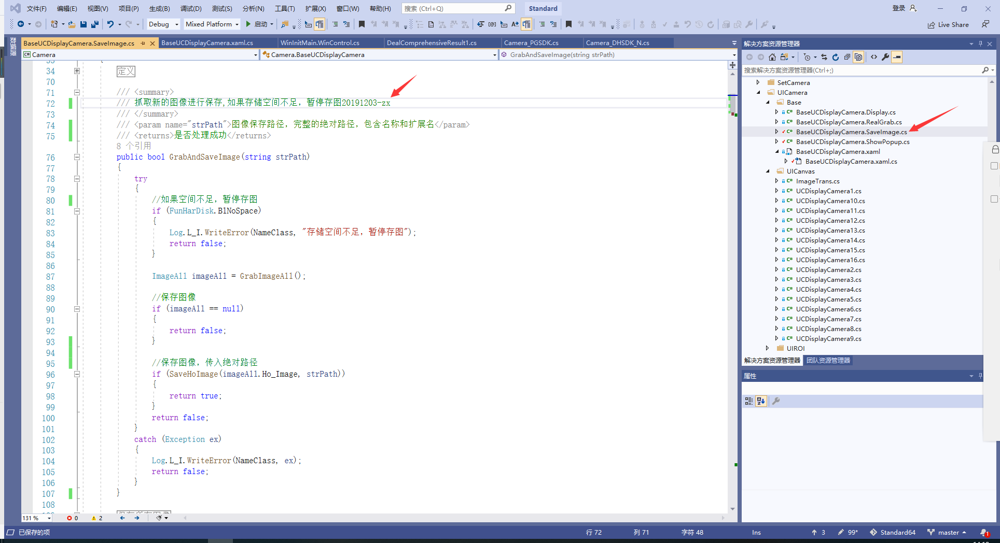 文件(F) 编辑(E) 视图(V) 项目(P) 生成(B) 调试(D) 测试(S) 分析(N) 工具(T) 扩展(X) 窗口(W) 帮助(H) 搜索 (Ctrl+Q) Standard 登录
Debug Mixed Platform 启动 Live Share
数据源
BaseUCDisplayCamera.SaveImage.cs BaseUCDisplayCamera.xaml.cs WinInitMain.WinControl.cs DealComprehensiveResult1.cs Camera_PGSDK.cs Camera_DHSDK_N.cs
Camera Camera.BaseUCDisplayCamera GrabAndSaveImage(string strPath)
34 定义
70
71 /// <summary>
72 /// 抓取新的图像进行保存,如果存储空间不足，暂停存图20191203-zx
73 /// </summary>
74 /// <param name="strPath">图像保存路径，完整的绝对路径，包含名称和扩展名</param>
75 /// <returns>是否处理成功</returns>
8 个引用
76 public bool GrabAndSaveImage(string strPath)
77 {
78 try
79 {
80 //如果空间不足，暂停存图
81 if (FunHarDisk.BlNoSpace)
82 {
83 Log.L_I.WriteError(NameClass, "存储空间不足，暂停存图");
84 return false;
85 }
86
87 ImageAll imageAll = GrabImageAll();
88
89 //保存图像
90 if (imageAll == null)
91 {
92 return false;
93 }
94
95 //保存图像，传入绝对路径
96 if (SaveHoImage(imageAll.Ho_Image, strPath))
97 {
98 return true;
99 }
100 return false;
101 }
102 catch (Exception ex)
103 {
104 Log.L_I.WriteError(NameClass, ex);
105 return false;
106 }
107 }
108
131 % 0 2
解决方案资源管理器
搜索解决方案资源管理器(Ctrl+;)
SetCamera
UICamera
Base
BaseUCDisplayCamera.Display.cs
BaseUCDisplayCamera.RealGrab.cs
BaseUCDisplayCamera.SaveImage.cs
BaseUCDisplayCamera.ShowPopup.cs
BaseUCDisplayCamera.xaml
BaseUCDisplayCamera.xaml.cs
UICanvas
ImageTrans.cs
UCDisplayCamera1.cs
UCDisplayCamera10.cs
UCDisplayCamera11.cs
UCDisplayCamera12.cs
UCDisplayCamera13.cs
UCDisplayCamera14.cs
UCDisplayCamera15.cs
UCDisplayCamera16.cs
UCDisplayCamera2.cs
UCDisplayCamera3.cs
UCDisplayCamera4.cs
UCDisplayCamera5.cs
UCDisplayCamera6.cs
UCDisplayCamera7.cs
UCDisplayCamera8.cs
UCDisplayCamera9.cs
UIROI
解决方案资源管理器 团队资源管理器
属性
已保存的项 行 72 列 71 字符 48 Ins 3 99* Standard64 master 1